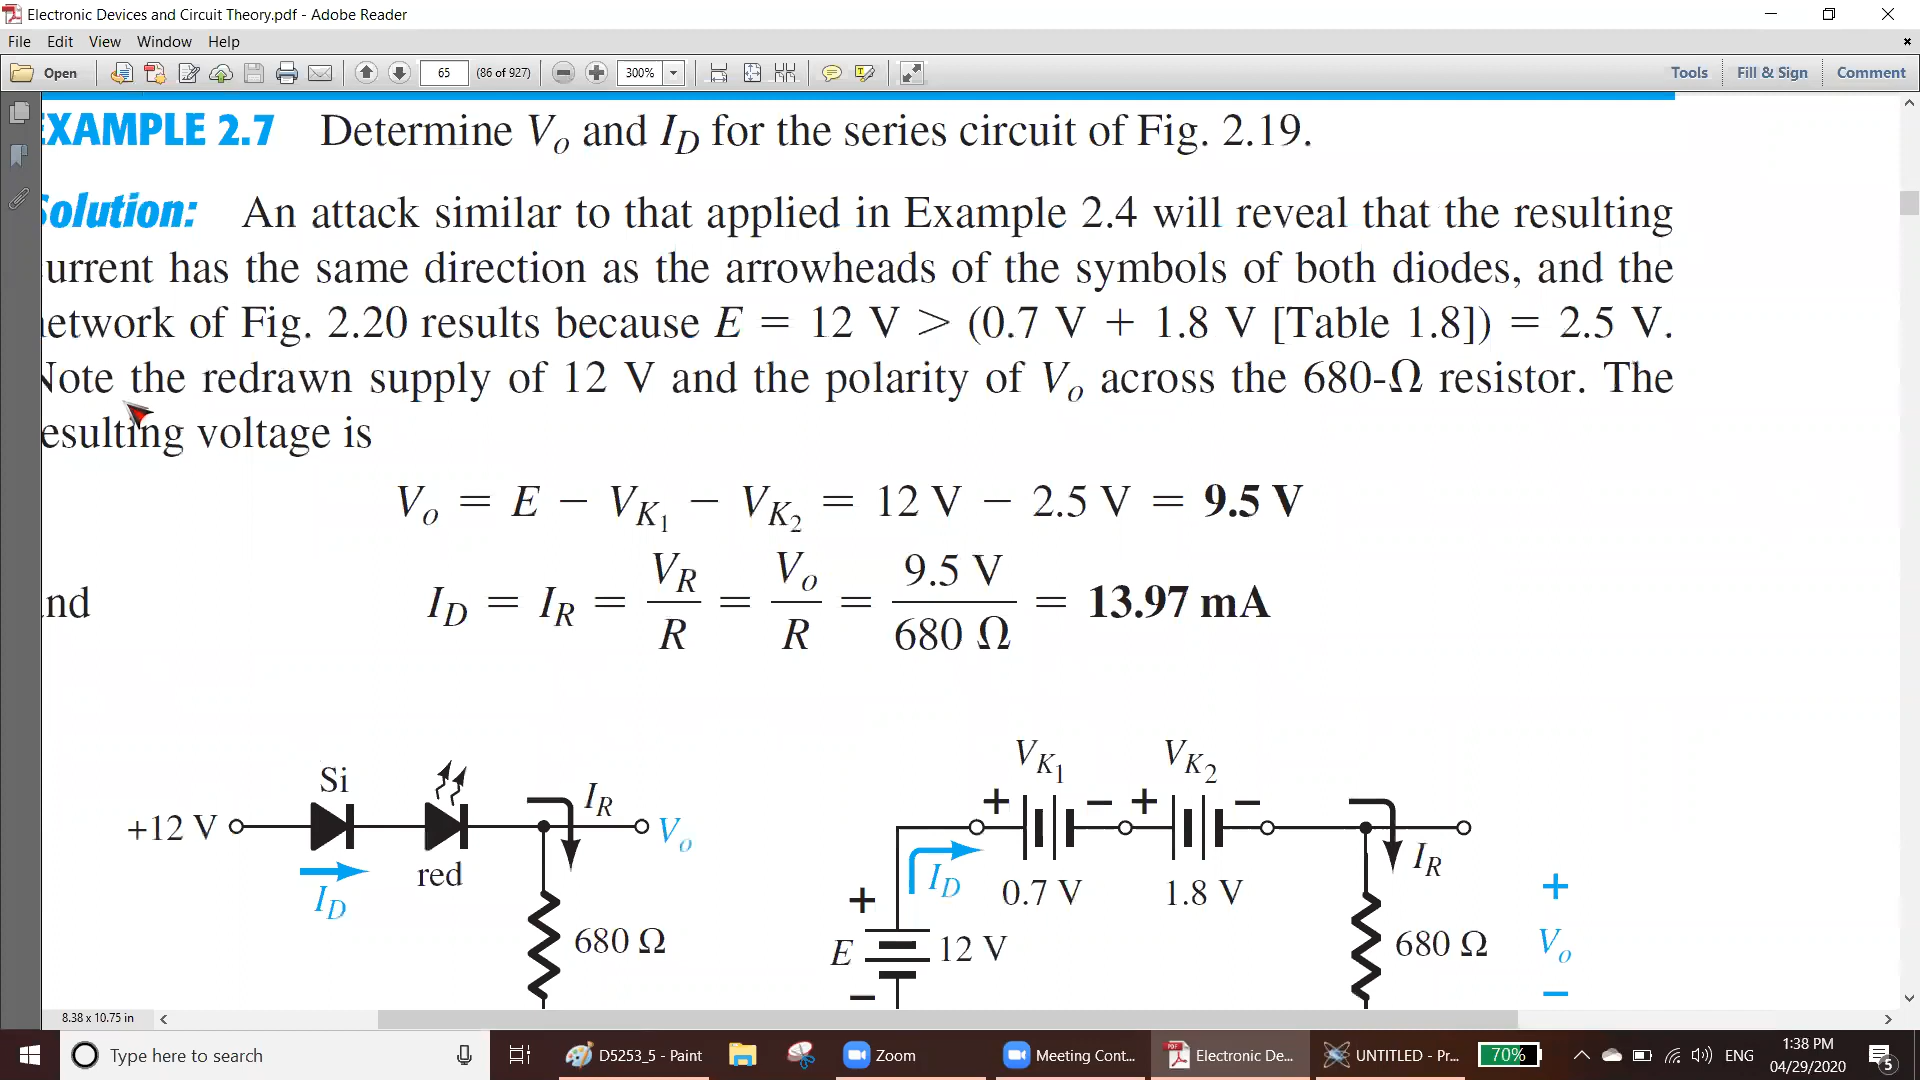 Electronic Devices and Circuit Theory.pdf - Adobe Reader
File Edit View Window Help
Open 65 (86 of 927) 300% Tools Fill & Sign Comment
XAMPLE 2.7 Determine Vo and ID for the series circuit of Fig. 2.19.
Solution: An attack similar to that applied in Example 2.4 will reveal that the resulting
urrent has the same direction as the arrowheads of the symbols of both diodes, and the
etwork of Fig. 2.20 results because E = 12 V > (0.7 V + 1.8 V [Table 1.8]) = 2.5 V.
Note the redrawn supply of 12 V and the polarity of Vo across the 680-Ω resistor. The
esulting voltage is
Vo = E − VK1 − VK2 = 12 V − 2.5 V = 9.5 V
nd ID = IR = VR/R = Vo/R = 9.5 V/680 Ω = 13.97 mA
Si
+12 V
IR
Vo
red
ID
680 Ω
VK1 VK2
+ − + −
ID
0.7 V
1.8 V
IR
+
E
12 V
−
680 Ω
+
Vo
−
8.38 x 10.75 in
Type here to search
D5253_5 - Paint
Zoom
Meeting Cont...
Electronic De...
UNTITLED - Pr...
70%
ENG
1:38 PM
04/29/2020
5